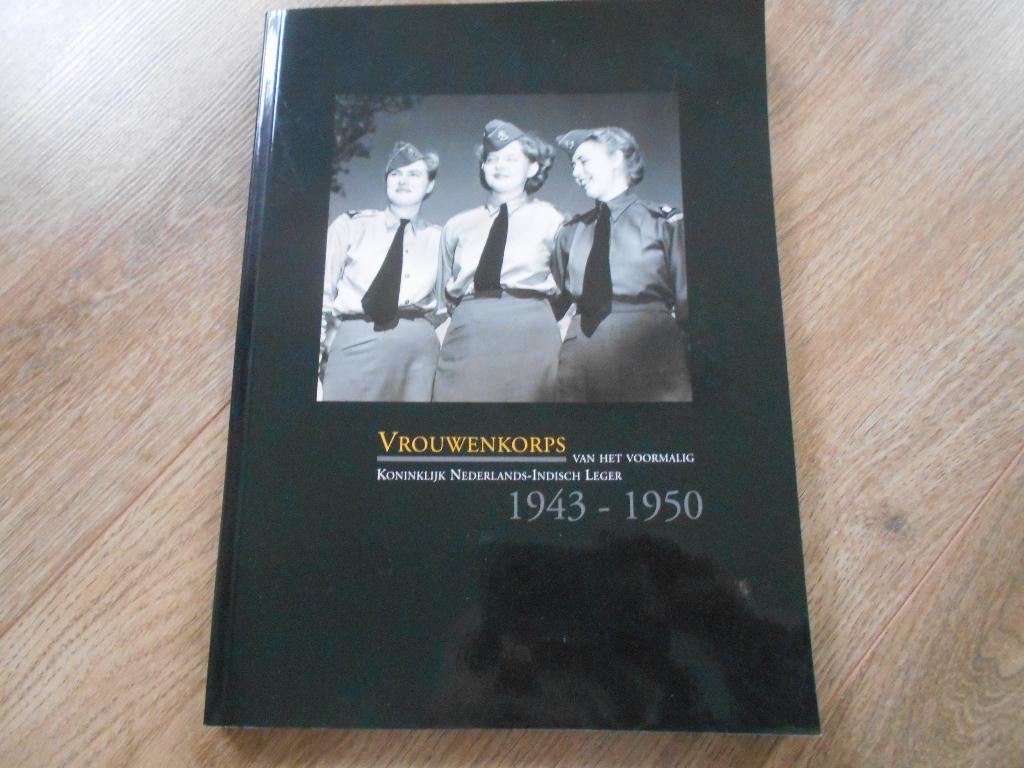 VROUWENKORPS VAN HET VOORMALIG
KONINKLIJK NEDERLANDS-INDISCH LEGER
1943 - 1950